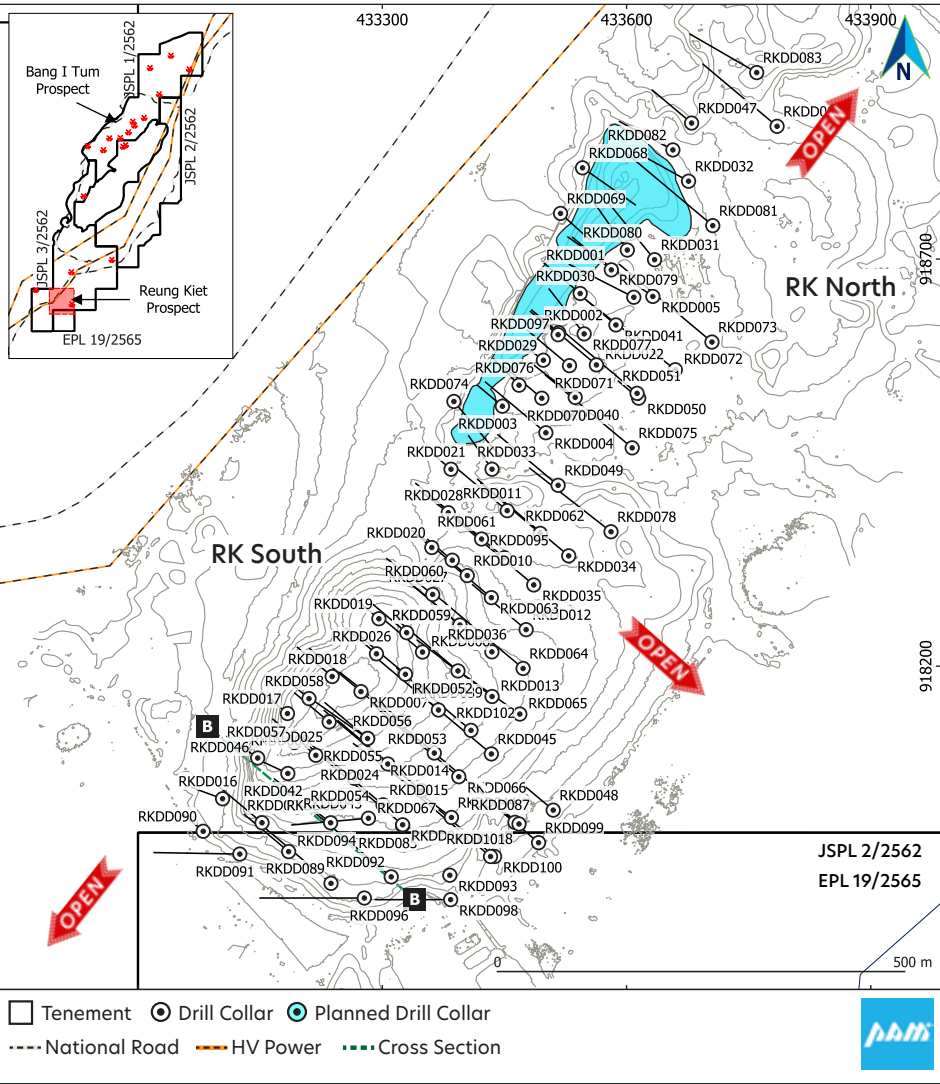 433300
433600
433900
N
918700
918200
Bang I Tum
Prospect
JSPL 1/2562
JSPL 2/2562
JSPL 3/2562
Reung Kiet
Prospect
EPL 19/2565
RKDD083
RKDD047
OPEN
RKDD082
RKDD068
RKDD032
RKDD069
RKDD081
RKDD080
RKDD031
RKDD001
RKDD030
RKDD079
RK North
RKDD005
RKDD097
RKDD002
RKDD041
RKDD073
RKDD029
RKDD077
RKDD072
RKDD076
RKDD071
RKDD051
RKDD074
RKDD050
RKDD070
RKDD003
RKDD004
RKDD075
RKDD021
RKDD033
RKDD049
RKDD028
RKDD011
RKDD061
RKDD062
RKDD078
RKDD020
RKDD095
RK South
RKDD010
RKDD034
RKDD060
RKDD035
RKDD019
RKDD059
RKDD063
RKDD026
RKDD036
OPEN
RKDD018
RKDD064
RKDD058
RKDD052
RKDD013
RKDD017
RKDD007
RKDD102
RKDD065
B
RKDD057
RKDD056
RKDD046
RKDD053
RKDD045
RKDD055
RKDD024
RKDD014
RKDD016
RKDD042
RKDD015
RKDD066
RKDD054
RKDD048
RKDD067
RKDD087
RKDD090
RKDD099
RKDD094
RKDD091
RKDD089
RKDD092
RKDD100
RKDD093
JSPL 2/2562
EPL 19/2565
OPEN
B
RKDD096
RKDD098
0
500 m
Tenement
Drill Collar
Planned Drill Collar
National Road
HV Power
Cross Section
pam